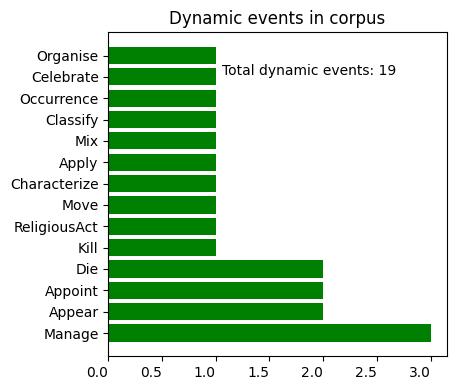 Dynamic events in corpus
Organise
Celebrate
Total dynamic events: 19
Occurrence
Classify
Mix
Apply
Characterize
Move
ReligiousAct
Kill
Die
Appoint
Appear
Manage
0.0 0.5 1.0 1.5 2.0 2.5 3.0